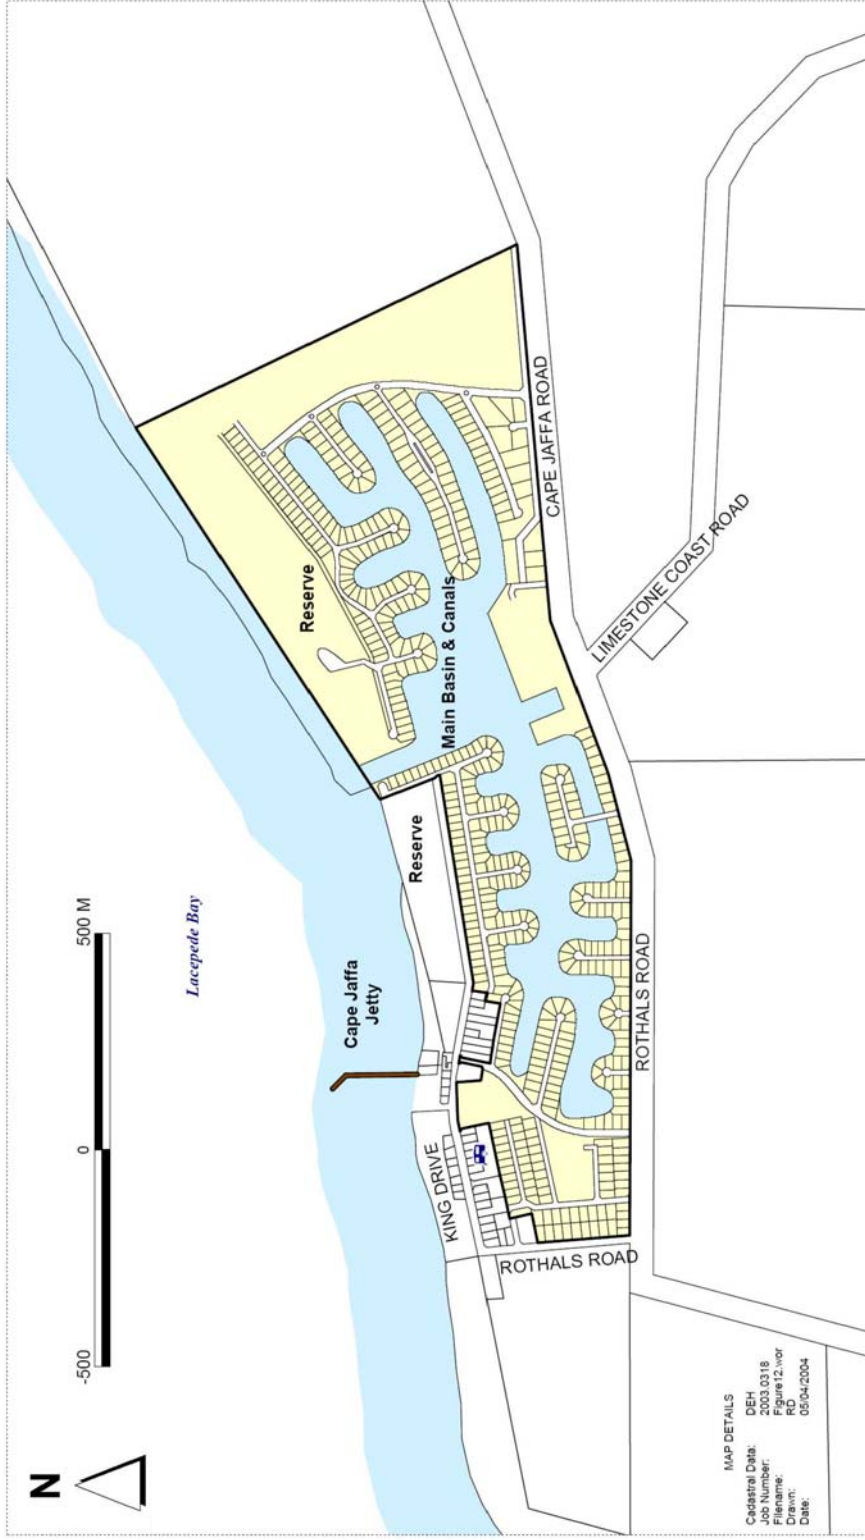 N
-500 0 500 M
Lacepede Bay
Cape Jaffa
Jetty
Reserve
Reserve
Main Basin & Canals
KING DRIVE
ROTHALS ROAD
ROTHALS ROAD
CAPE JAFFA ROAD
LIMESTONE COAST ROAD
MAP DETAILS
Cadastral Data: DEH
Job Number: 2003.0318
Filename: Figure12.wor
Drawn: RD
Date: 05/04/2004